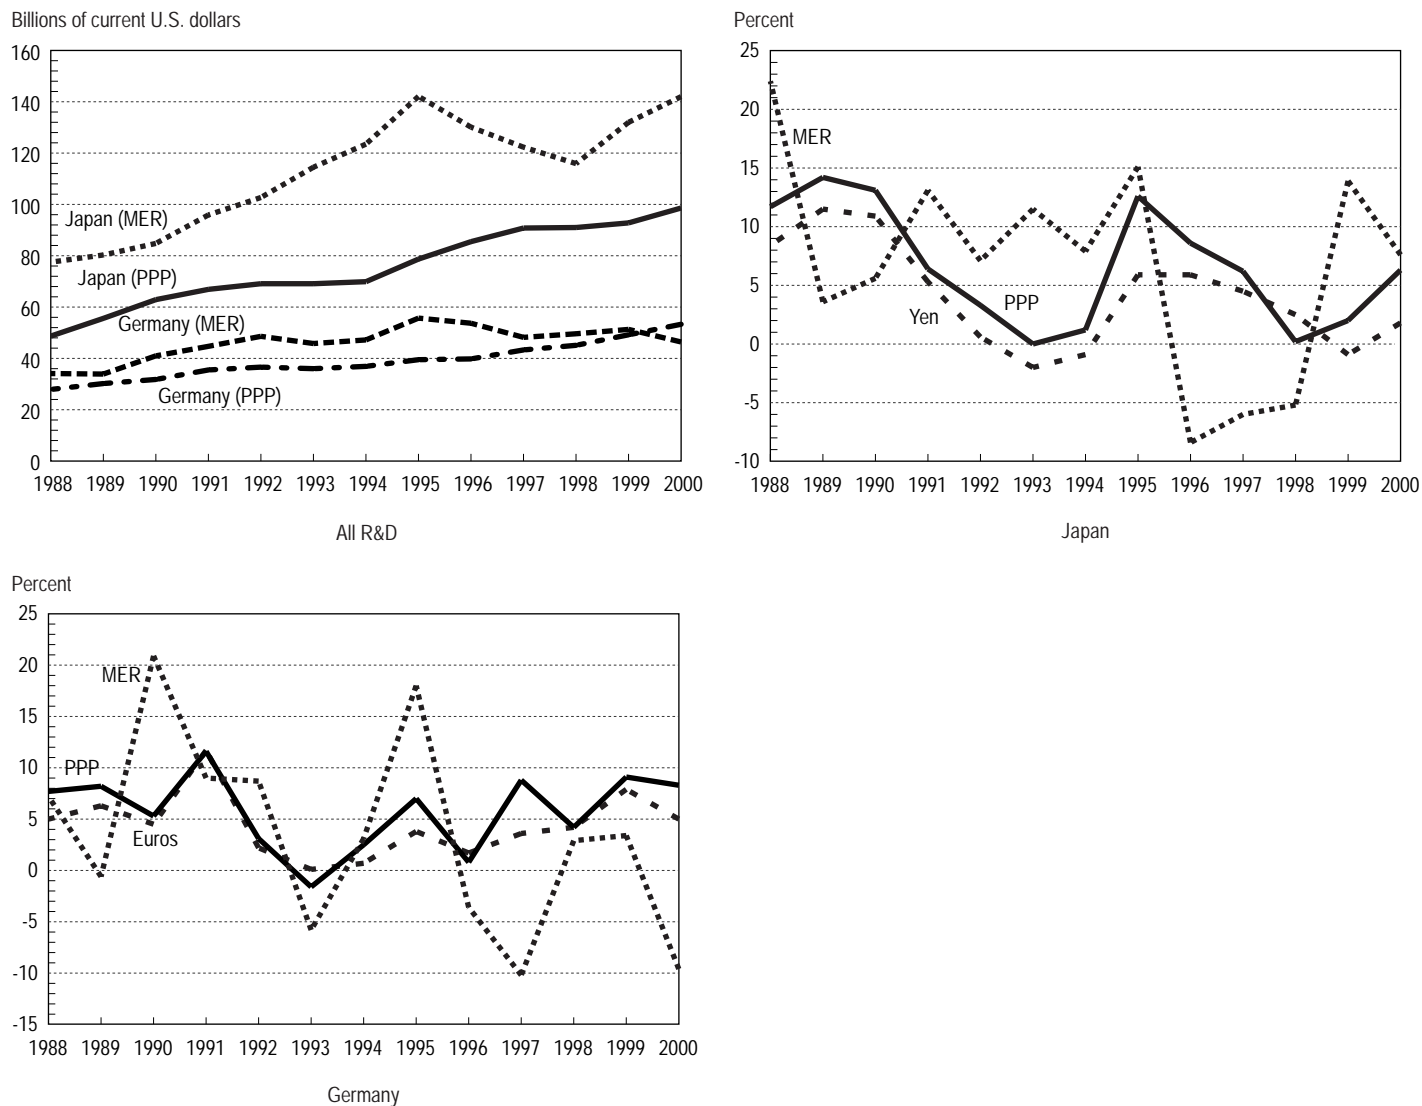 Billions of current U.S. dollars
160
140
120
100
80
60
40
20
0
Japan (MER)
Japan (PPP)
Germany (MER)
Germany (PPP)
1988 1989 1990 1991 1992 1993 1994 1995 1996 1997 1998 1999 2000
All R&D
Percent
25
20
15
10
5
0
-5
-10
MER
Yen
PPP
1988 1989 1990 1991 1992 1993 1994 1995 1996 1997 1998 1999 2000
Japan
Percent
25
20
15
10
5
0
-5
-10
-15
MER
PPP
Euros
1988 1989 1990 1991 1992 1993 1994 1995 1996 1997 1998 1999 2000
Germany